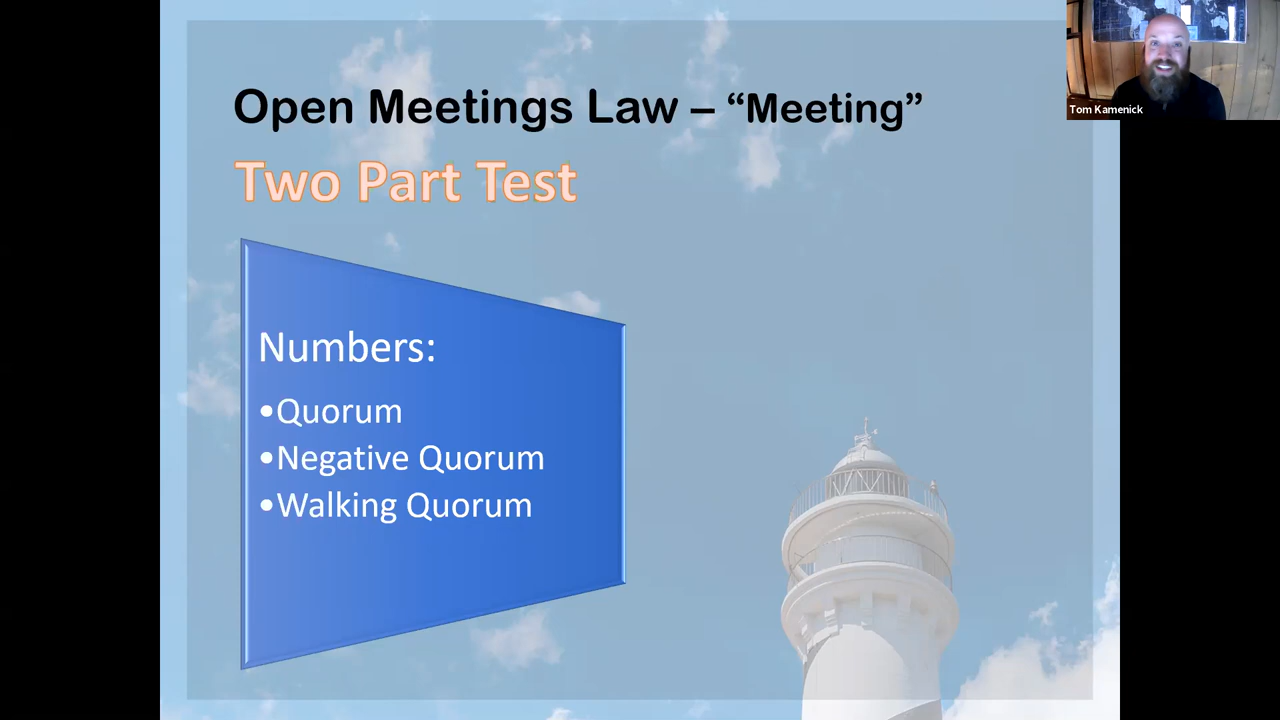 Open Meetings Law – “Meeting”
Two Part Test
Numbers:
•Quorum
•Negative Quorum
•Walking Quorum
Tom Kamenick